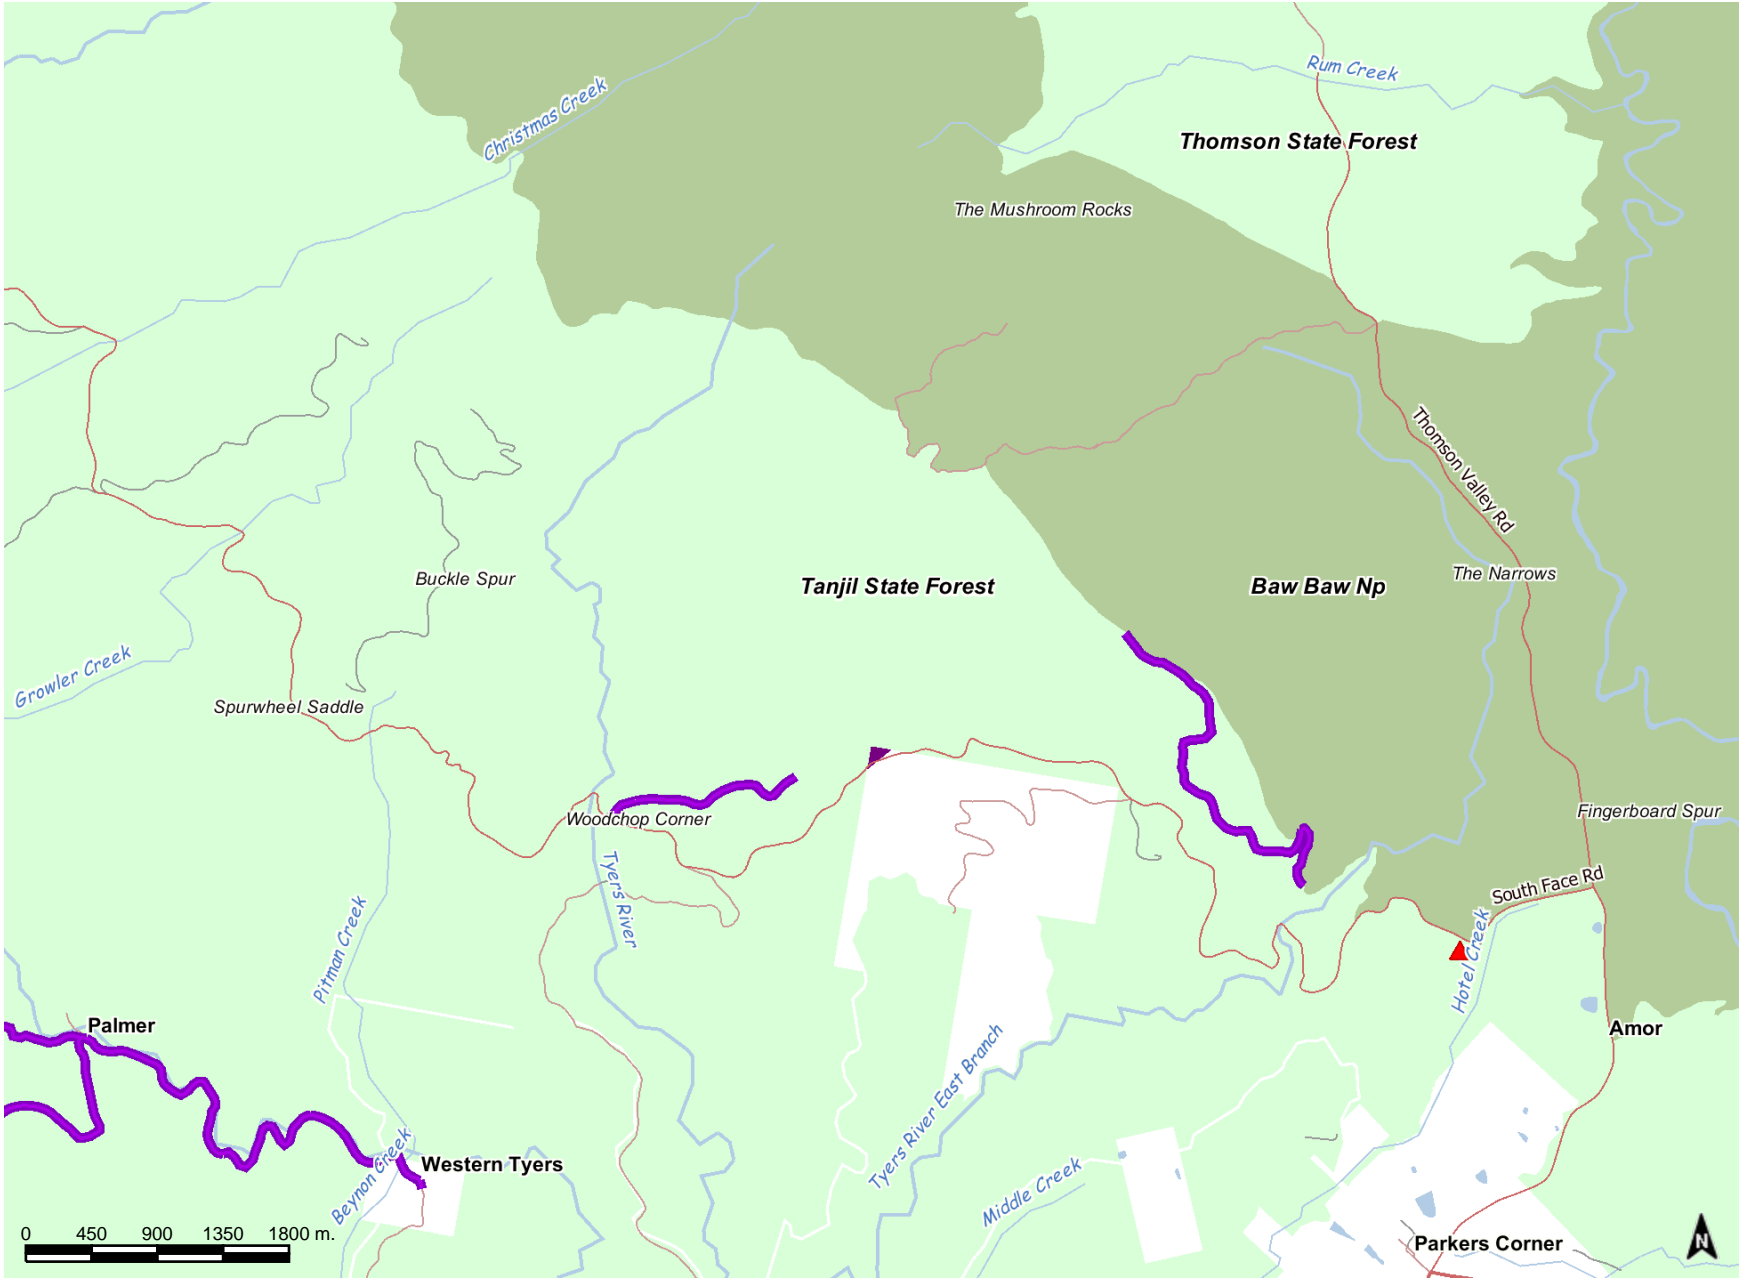 Rum Creek
Christmas Creek
Thomson State Forest
The Mushroom Rocks
Thomson Valley Rd
Buckle Spur
Tanjil State Forest
Baw Baw Np
The Narrows
Growler Creek
Spurwheel Saddle
Woodchop Corner
Fingerboard Spur
Tyers River
South Face Rd
Pitman Creek
Hotel Creek
Palmer
Amor
Tyers River East Branch
Western Tyers
Beynon Creek
Middle Creek
0 450 900 1350 1800 m.
Parkers Corner
N